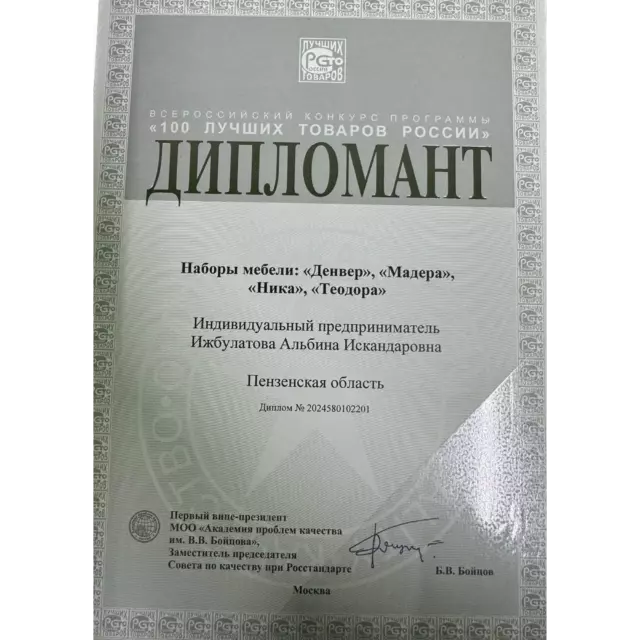 ЛУЧШИХ
РGТО
РОССИИ
ТОВАРОВ
ВСЕРОССИЙСКИЙ КОНКУРС ПРОГРАММЫ
«100 ЛУЧШИХ ТОВАРОВ РОССИИ»
ДИПЛОМАНТ
Наборы мебели: «Денвер», «Мадера»,
«Ника», «Теодора»
Индивидуальный предприниматель
Ижбулатова Альбина Искандаровна
Пензенская область
Диплом № 2024580102201
Первый вице-президент
МОО «Академия проблем качества
им. В.В. Бойцова»,
Заместитель председателя
Совета по качеству при Росстандарте
Б.В. Бойцов
Москва